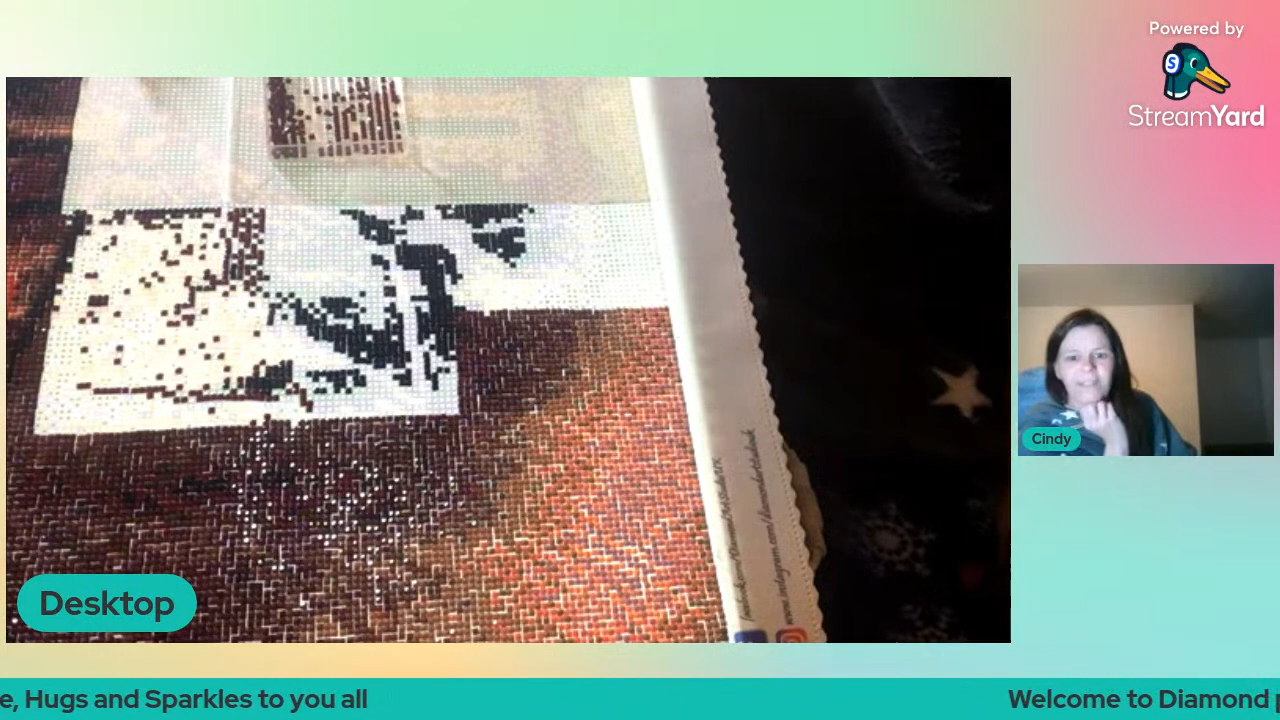 Powered by
StreamYard
Cindy
Desktop
e, Hugs and Sparkles to you all
Welcome to Diamond